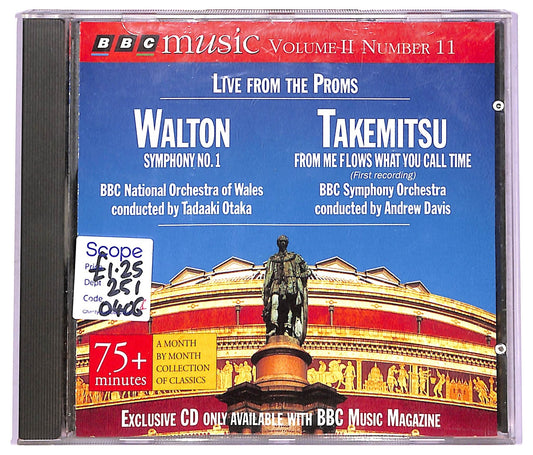 BBC music VOLUME II NUMBER 11
LIVE FROM THE PROMS
WALTON
SYMPHONY NO. 1
BBC National Orchestra of Wales
conducted by Tadaaki Otaka
TAKEMITSU
FROM ME FLOWS WHAT YOU CALL TIME
(First recording)
BBC Symphony Orchestra
conducted by Andrew Davis
Scope
£1.25
Dept 251
Code 0406
75+
minutes
A MONTH
BY MONTH
COLLECTION
OF CLASSICS
EXCLUSIVE CD ONLY AVAILABLE WITH BBC MUSIC MAGAZINE